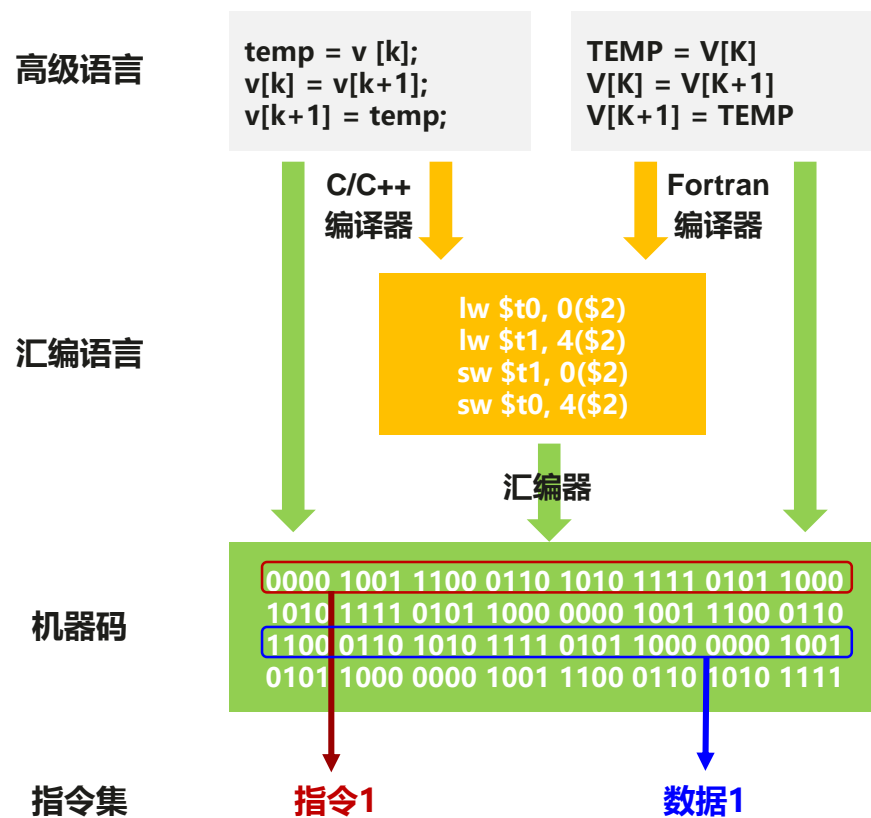 高级语言
temp = v [k];
v[k] = v[k+1];
v[k+1] = temp;
TEMP = V[K]
V[K] = V[K+1]
V[K+1] = TEMP
C/C++
编译器
Fortran
编译器
汇编语言
lw $t0, 0($2)
lw $t1, 4($2)
sw $t1, 0($2)
sw $t0, 4($2)
汇编器
机器码
0000 1001 1100 0110 1010 1111 0101 1000
1010 1111 0101 1000 0000 1001 1100 0110
1100 0110 1010 1111 0101 1000 0000 1001
0101 1000 0000 1001 1100 0110 1010 1111
指令集
指令1
数据1